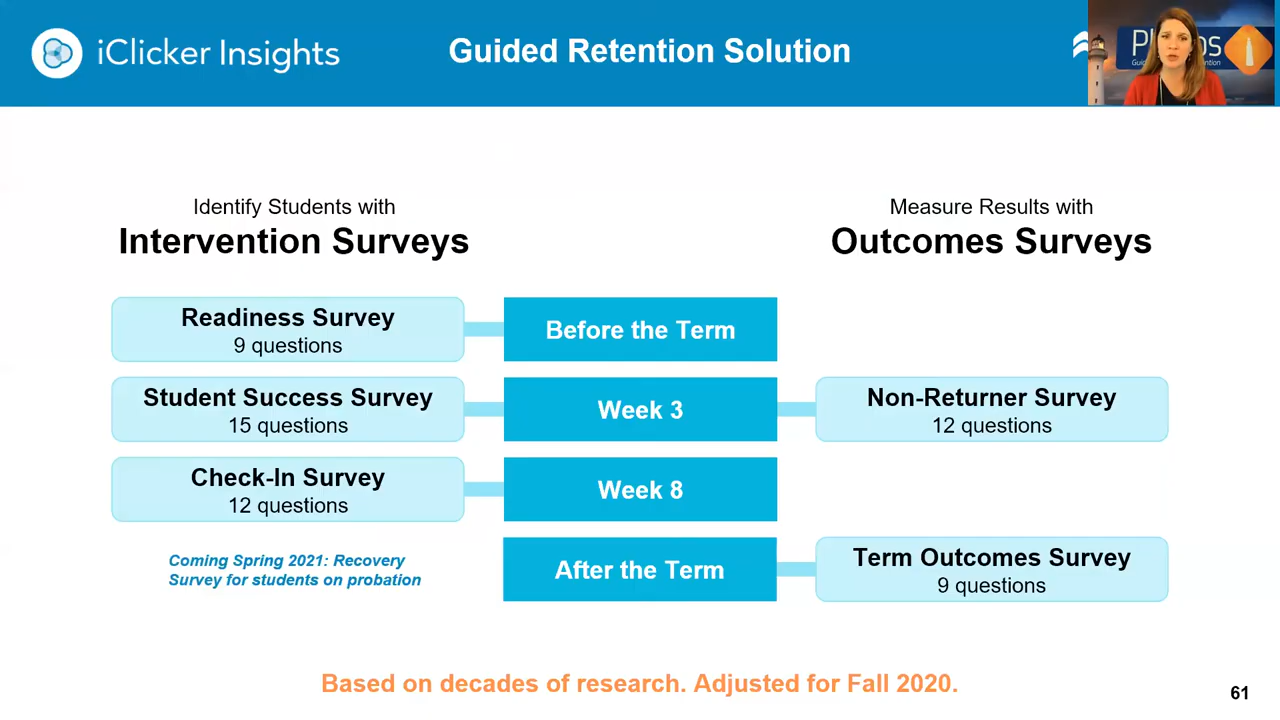 iClicker Insights
Guided Retention Solution
Identify Students with
Intervention Surveys
Measure Results with
Outcomes Surveys
Readiness Survey
9 questions
Before the Term
Student Success Survey
15 questions
Week 3
Non-Returner Survey
12 questions
Check-In Survey
12 questions
Week 8
Coming Spring 2021: Recovery
Survey for students on probation
After the Term
Term Outcomes Survey
9 questions
Based on decades of research. Adjusted for Fall 2020.
61